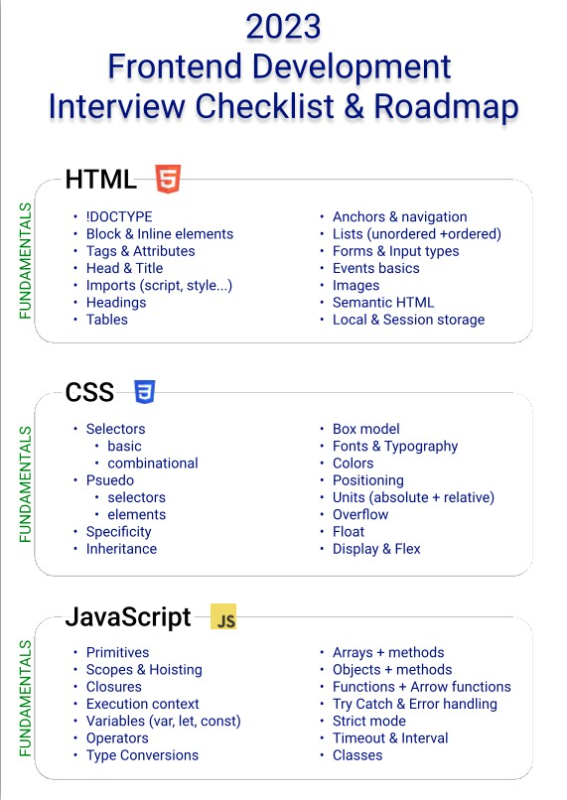 2023
Frontend Development
Interview Checklist & Roadmap
HTML
5
FUNDAMENTALS
• !DOCTYPE
• Block & Inline elements
• Tags & Attributes
• Head & Title
• Imports (script, style...)
• Headings
• Tables
• Anchors & navigation
• Lists (unordered +ordered)
• Forms & Input types
• Events basics
• Images
• Semantic HTML
• Local & Session storage
CSS
3
FUNDAMENTALS
• Selectors
• basic
• combinational
• Psuedo
• selectors
• elements
• Specificity
• Inheritance
• Box model
• Fonts & Typography
• Colors
• Positioning
• Units (absolute + relative)
• Overflow
• Float
• Display & Flex
JavaScript
JS
FUNDAMENTALS
• Primitives
• Scopes & Hoisting
• Closures
• Execution context
• Variables (var, let, const)
• Operators
• Type Conversions
• Arrays + methods
• Objects + methods
• Functions + Arrow functions
• Try Catch & Error handling
• Strict mode
• Timeout & Interval
• Classes